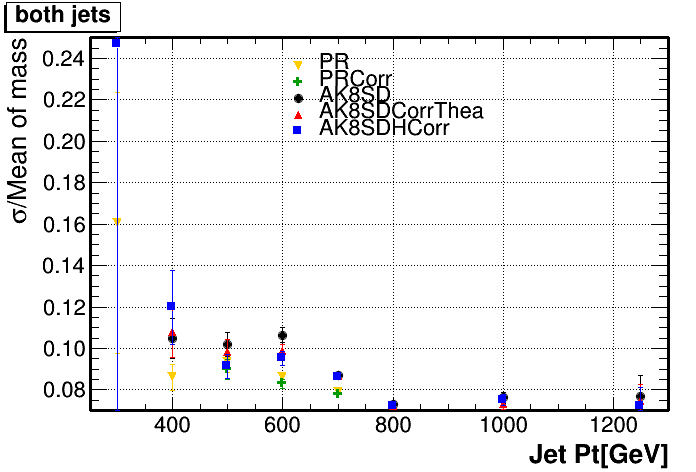 both jets
σ/Mean of mass
0.24
0.22
0.20
0.18
0.16
0.14
0.12
0.10
0.08
PR
PRCorr
AK8SD
AK8SDCorrThea
AK8SDHCorr
400 600 800 1000 1200
Jet Pt[GeV]